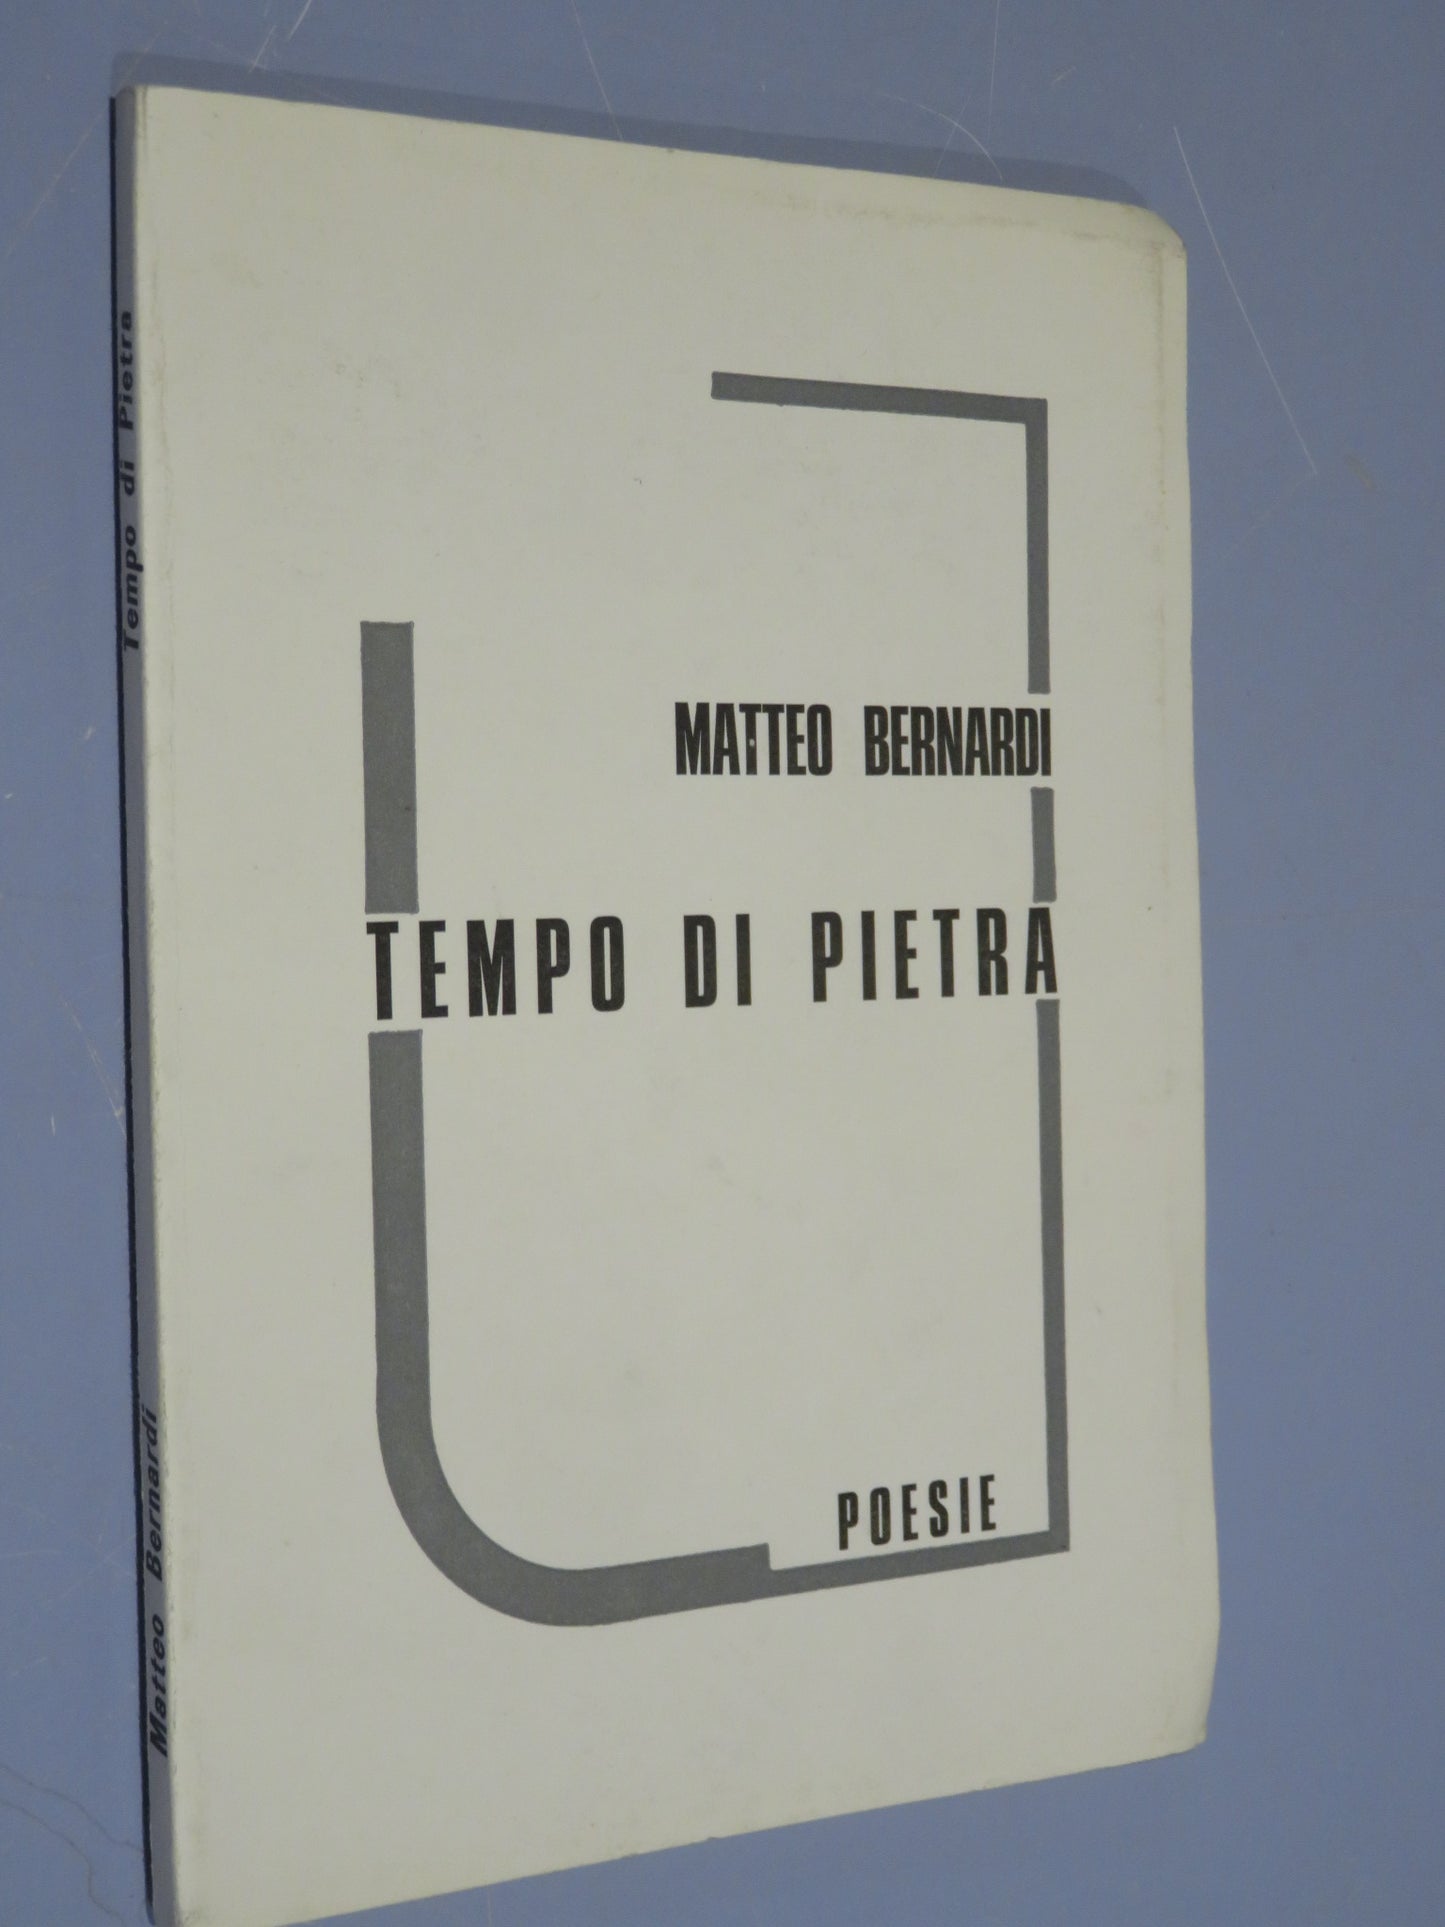 MATTEO BERNARDI
TEMPO DI PIETRA
POESIE
Matteo Bernardi Tempo di Pietra